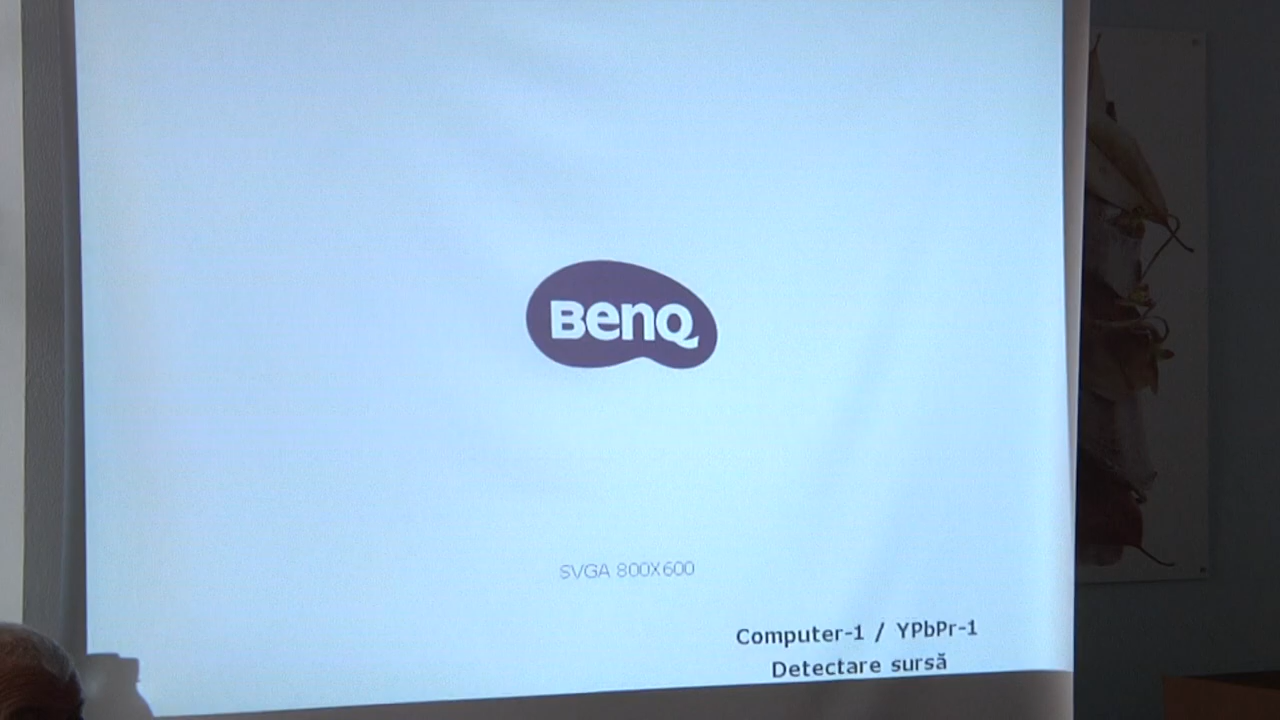 BenQ
SVGA 800X600
Computer-1 / YPbPr-1
Detectare sursă